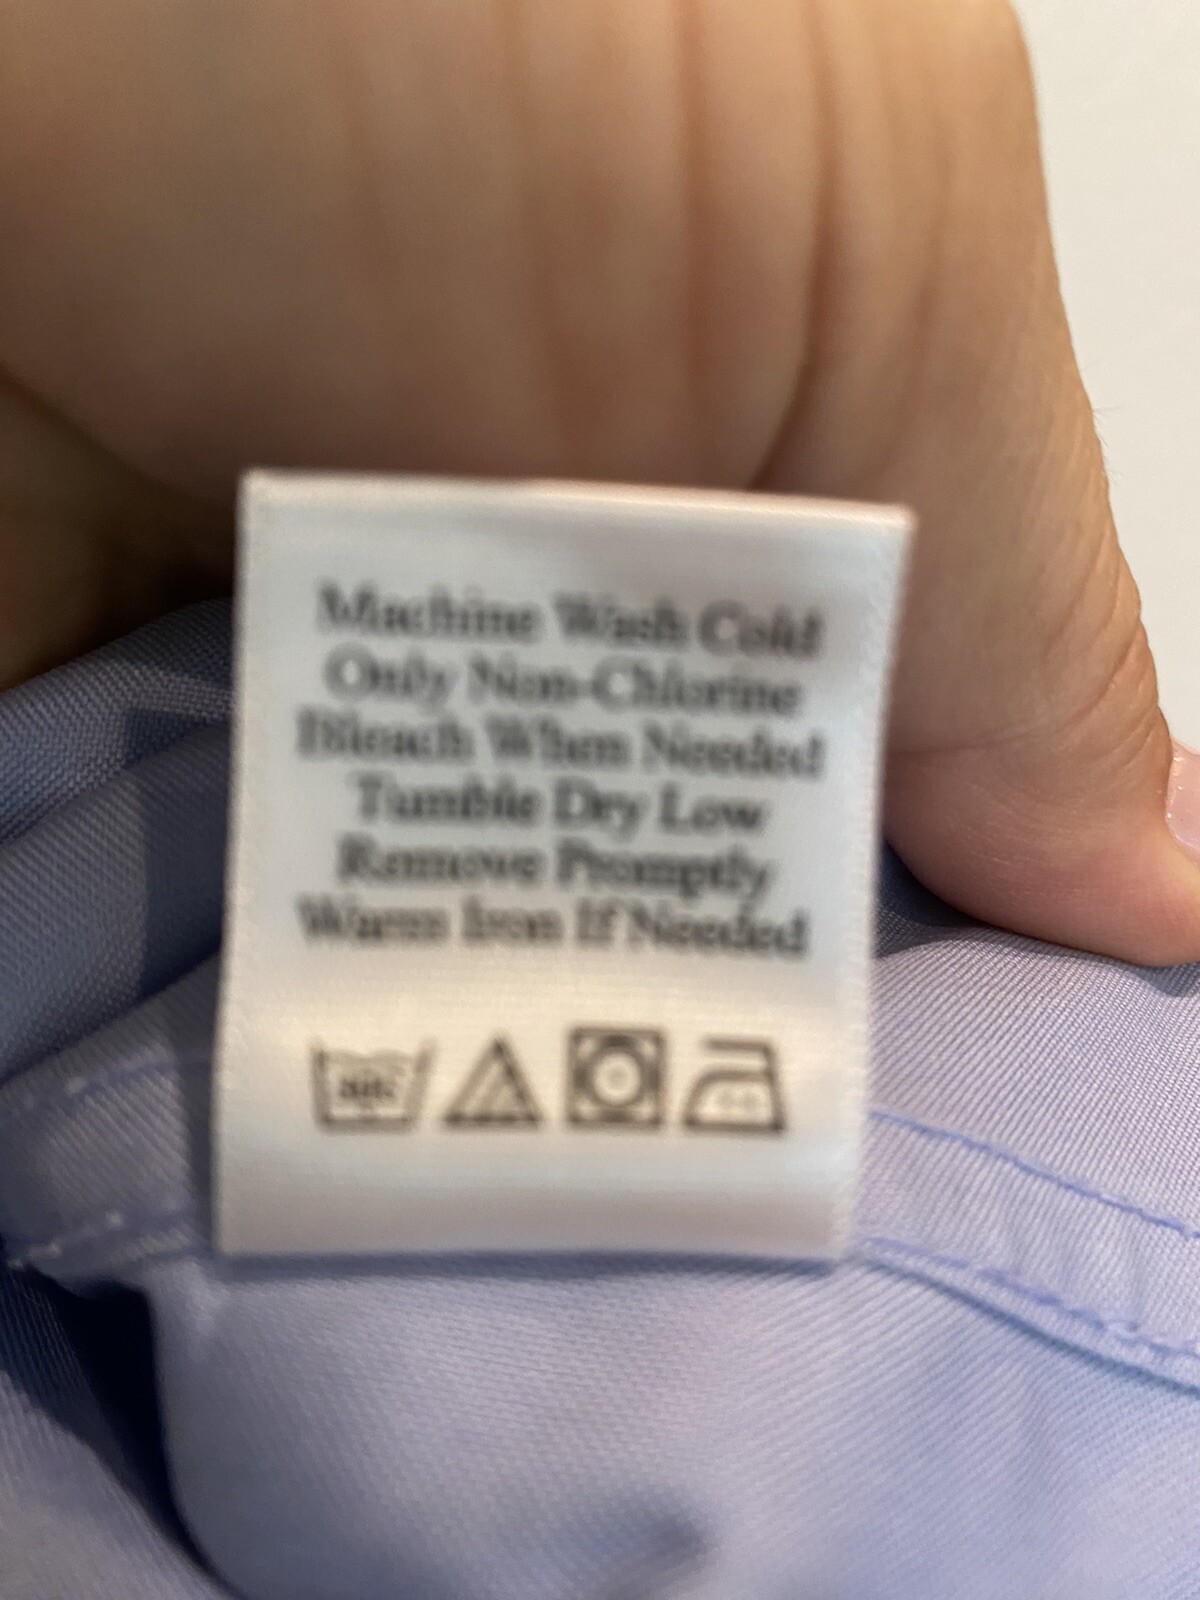 Machine Wash Cold
Only Non-Chlorine
Bleach When Needed
Tumble Dry Low
Remove Promptly
Warm Iron If Needed